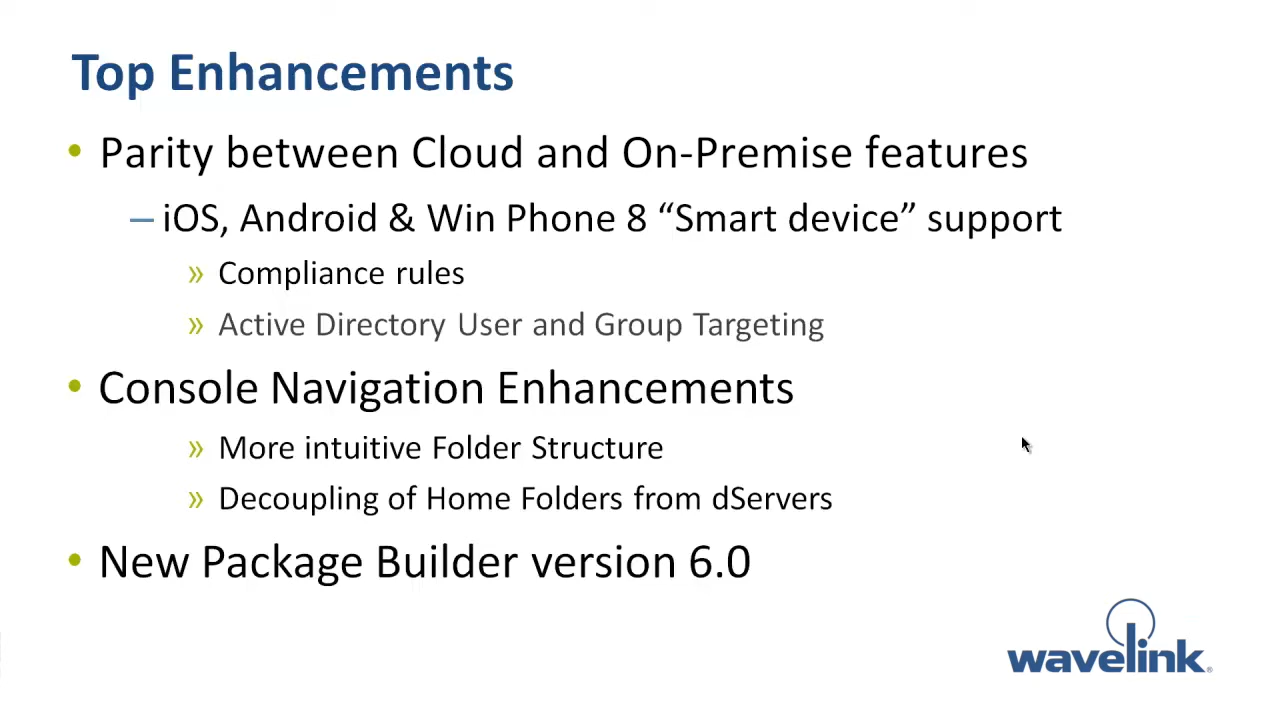 Top Enhancements
• Parity between Cloud and On-Premise features
– iOS, Android & Win Phone 8 “Smart device” support
» Compliance rules
» Active Directory User and Group Targeting
• Console Navigation Enhancements
» More intuitive Folder Structure
» Decoupling of Home Folders from dServers
• New Package Builder version 6.0
wavelink®